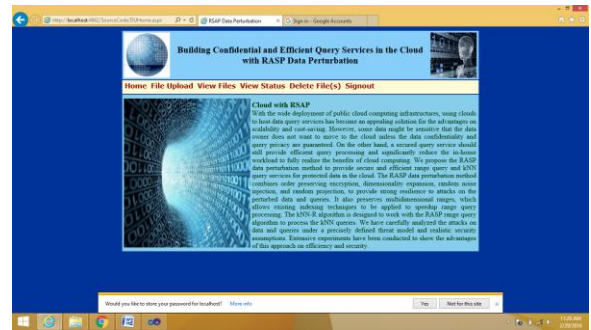 http://localhost:4902/SourceCode/DUHome.aspx
RSAP Data Perturbation
Sign in - Google Accounts
Building Confidential and Efficient Query Services in the Cloud
with RASP Data Perturbation
Home File Upload View Files View Status Delete File(s) Signout
Cloud with RSAP
With the wide deployment of public cloud computing infrastructures, using clouds
to host data query services has become an appealing solution for the advantages on
scalability and cost-saving. However, some data might be sensitive that the data
owner does not want to move to the cloud unless the data confidentiality and
query privacy are guaranteed. On the other hand, a secured query service should
still provide efficient query processing and significantly reduce the in-house
workload to fully realize the benefits of cloud computing. We propose the RASP
data perturbation method to provide secure and efficient range query and kNN
query services for protected data in the cloud. The RASP data perturbation method
combines order preserving encryption, dimensionality expansion, random noise
injection, and random projection, to provide strong resilience to attacks on the
perturbed data and queries. It also preserves multidimensional ranges, which
allows existing indexing techniques to be applied to speedup range query
processing. The kNN-R algorithm is designed to work with the RASP range query
algorithm to process the kNN queries. We have carefully analyzed the attacks on
data and queries under a precisely defined threat model and realistic security
assumptions. Extensive experiments have been conducted to show the advantages
of this approach on efficiency and security.
Would you like to store your password for localhost? More info
Yes
Not for this site
11:20 AM
2/29/2016